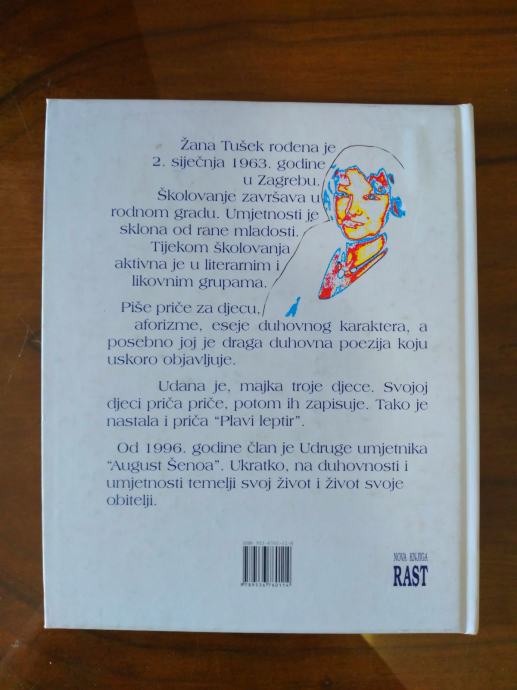 Žana Tušek rođena je
2. siječnja 1963. godine
u Zagrebu.
Školovanje završava u
rodnom gradu. Umjetnosti je
sklona od rane mladosti.
Tijekom školovanja
aktivna je u literarnim i
likovnim grupama.
Piše priče za djecu,
aforizme, eseje duhovnog karaktera, a
posebno joj je draga duhovna poezija koju
uskoro objavljuje.
Udana je, majka troje djece. Svojoj
djeci priča priče, potom ih zapisuje. Tako je
nastala i priča "Plavi leptir".
Od 1996. godine član je Udruge umjetnika
"August Šenoa". Ukratko, na duhovnosti i
umjetnosti temelji svoj život i život svoje
obitelji.
9789536760114
NOVA KNJIGA
RAST